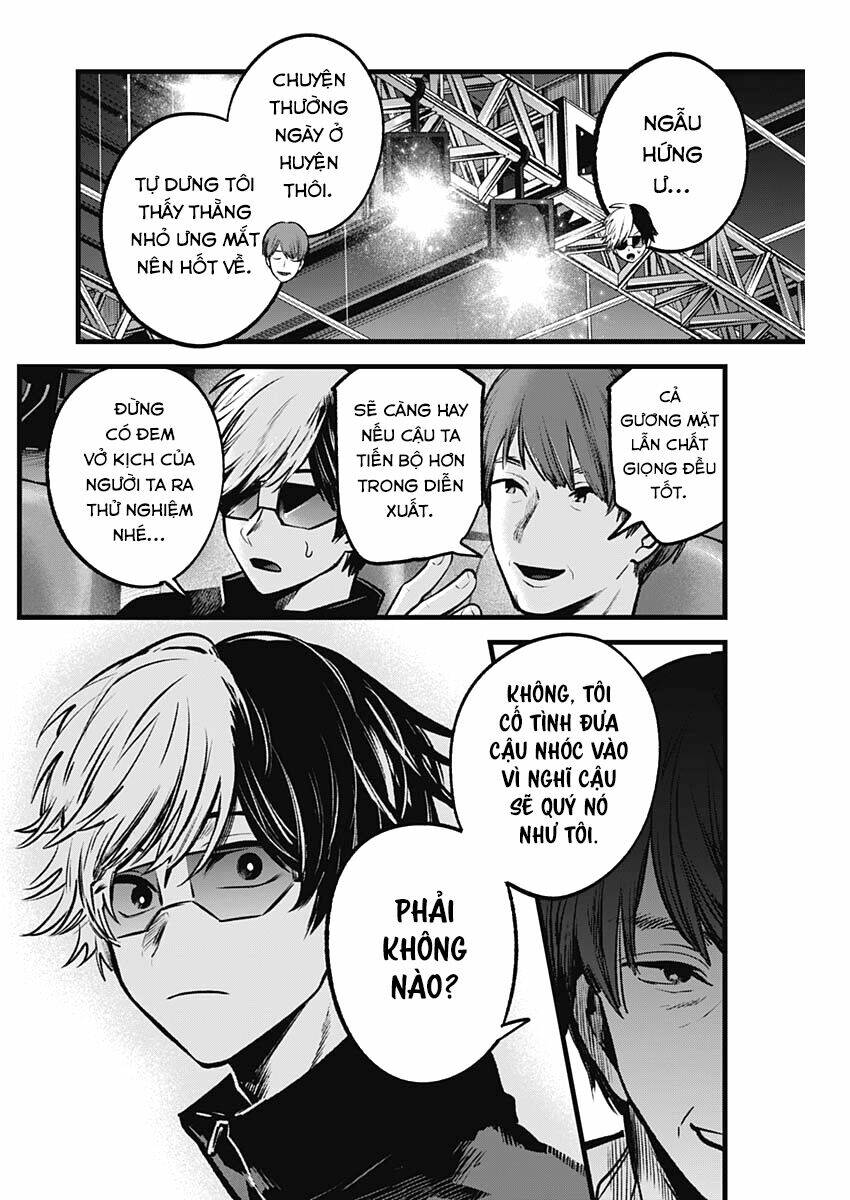 NGẪU
HỨNG
Ư...
CHUYỆN
THƯỜNG
NGÀY Ở
HUYỆN
THÔI.
TỰ DƯNG TÔI
THẤY THẰNG
NHỎ ƯNG MẮT
NÊN HỐT VỀ.
CẢ
GƯƠNG MẶT
LẪN CHẤT
GIỌNG ĐỀU
TỐT.
SẼ CÀNG HAY
NẾU CẬU TA
TIẾN BỘ HƠN
TRONG DIỄN
XUẤT.
ĐỪNG
CÓ ĐEM
VỞ KỊCH CỦA
NGƯỜI TA RA
THỬ NGHIỆM
NHÉ...
KHÔNG, TÔI
CỐ TÌNH ĐƯA
CẬU NHÓC VÀO
VÌ NGHĨ CẬU
SẼ QUÝ NÓ
NHƯ TÔI.
PHẢI
KHÔNG
NÀO?